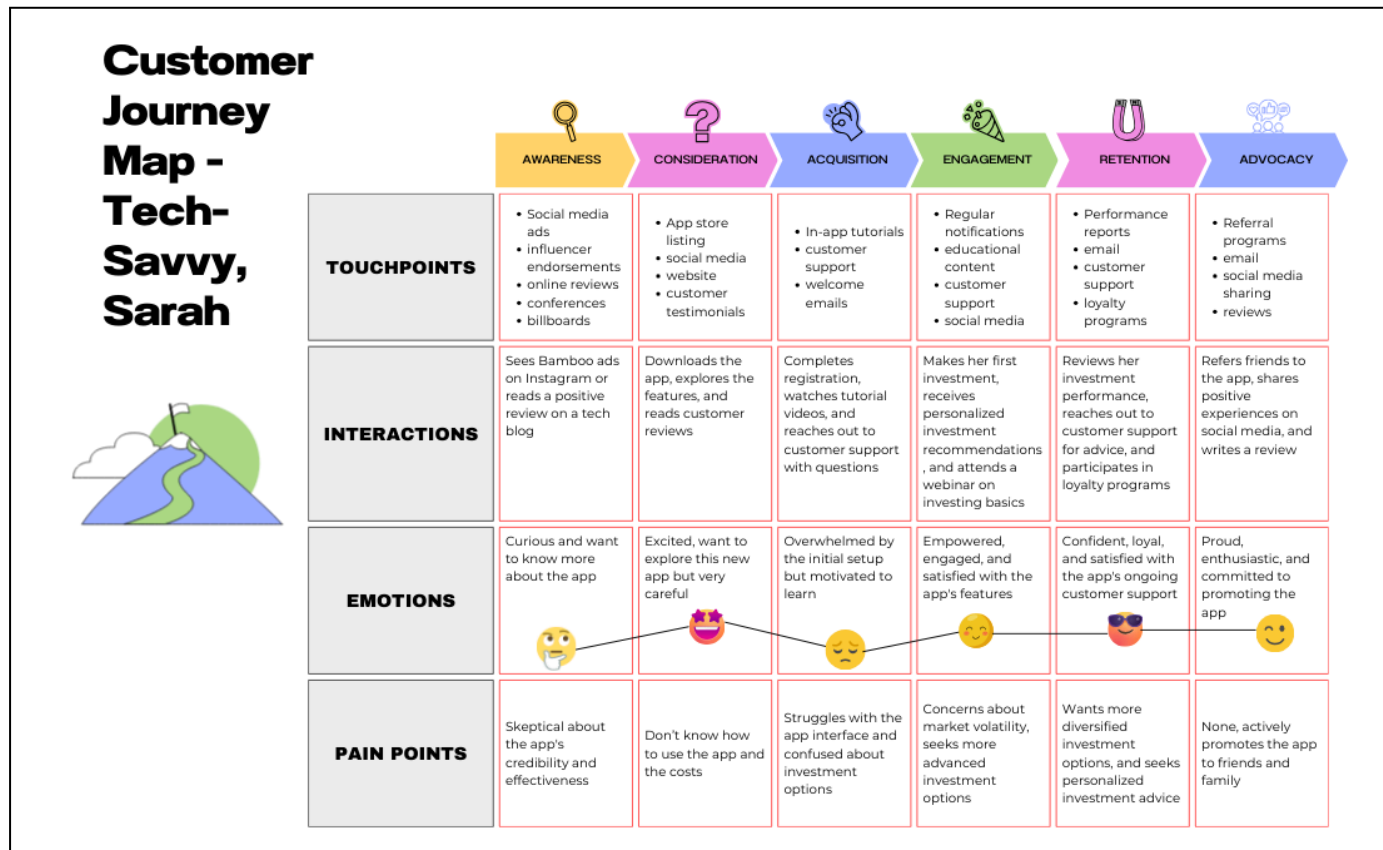 Customer
Journey
Map -
Tech-
Savvy,
Sarah
AWARENESS
CONSIDERATION
ACQUISITION
ENGAGEMENT
RETENTION
ADVOCACY
TOUCHPOINTS
• Social media
ads
• influencer
endorsements
• online reviews
• conferences
• billboards
• App store
listing
• social media
• website
• customer
testimonials
• In-app tutorials
• customer
support
• welcome
emails
• Regular
notifications
• educational
content
• customer
support
• social media
• Performance
reports
• email
• customer
support
• loyalty
programs
• Referral
programs
• email
• social media
sharing
• reviews
INTERACTIONS
Sees Bamboo ads
on Instagram or
reads a positive
review on a tech
blog
Downloads the
app, explores the
features, and
reads customer
reviews
Completes
registration,
watches tutorial
videos, and
reaches out to
customer support
with questions
Makes her first
investment,
receives
personalized
investment
recommendations
, and attends a
webinar on
investing basics
Reviews her
investment
performance,
reaches out to
customer support
for advice, and
participates in
loyalty programs
Refers friends to
the app, shares
positive
experiences on
social media, and
writes a review
EMOTIONS
Curious and want
to know more
about the app
Excited, want to
explore this new
app but very
careful
Overwhelmed by
the initial setup
but motivated to
learn
Empowered,
engaged, and
satisfied with the
app's features
Confident, loyal,
and satisfied with
the app's ongoing
customer support
Proud,
enthusiastic, and
committed to
promoting the
app
PAIN POINTS
Skeptical about
the app's
credibility and
effectiveness
Don't know how
to use the app and
the costs
Struggles with the
app interface and
confused about
investment
options
Concerns about
market volatility,
seeks more
advanced
investment
options
Wants more
diversified
investment
options, and seeks
personalized
investment advice
None, actively
promotes the app
to friends and
family